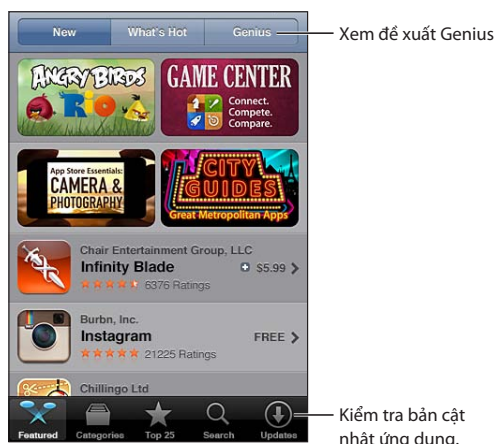 New
What's Hot
Genius
Xem đề xuất Genius
ANGRY BIRDS
Rio
GAME CENTER
Connect.
Compete.
Compare.
App Store Essentials:
CAMERA &
PHOTOGRAPHY
CITY
GUIDES
Great Metropolitan Apps
Chair Entertainment Group, LLC
Infinity Blade
$5.99
6376 Ratings
Burbn, Inc.
Instagram
FREE
21225 Ratings
Chillingo Ltd
Featured
Categories
Top 25
Search
Updates
Kiểm tra bản cật
nhật ứng dụng.